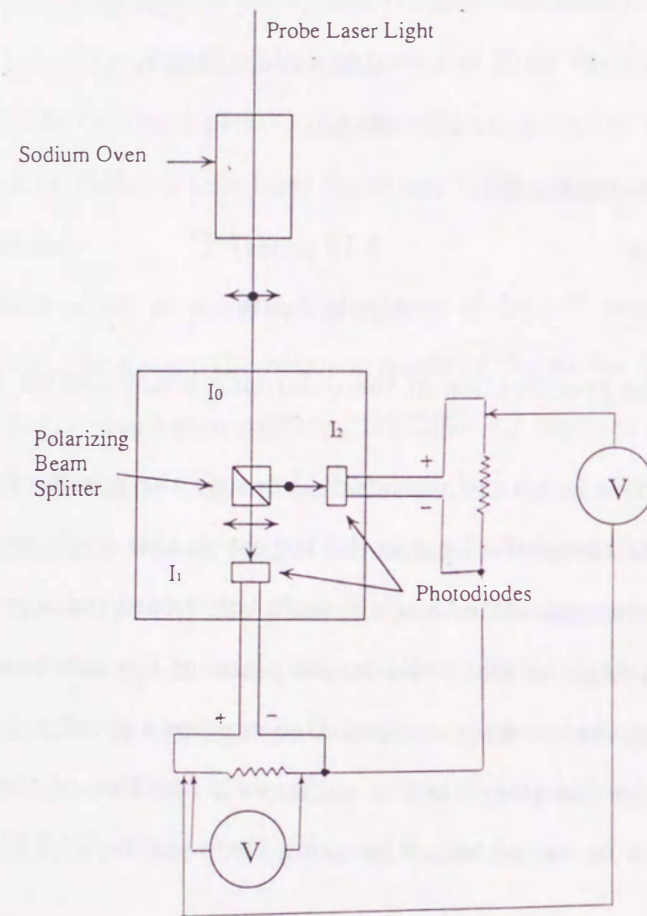 Probe Laser Light
Sodium Oven
I₀
I₂
Polarizing
Beam
Splitter
+
−
V
I₁
Photodiodes
+ −
V